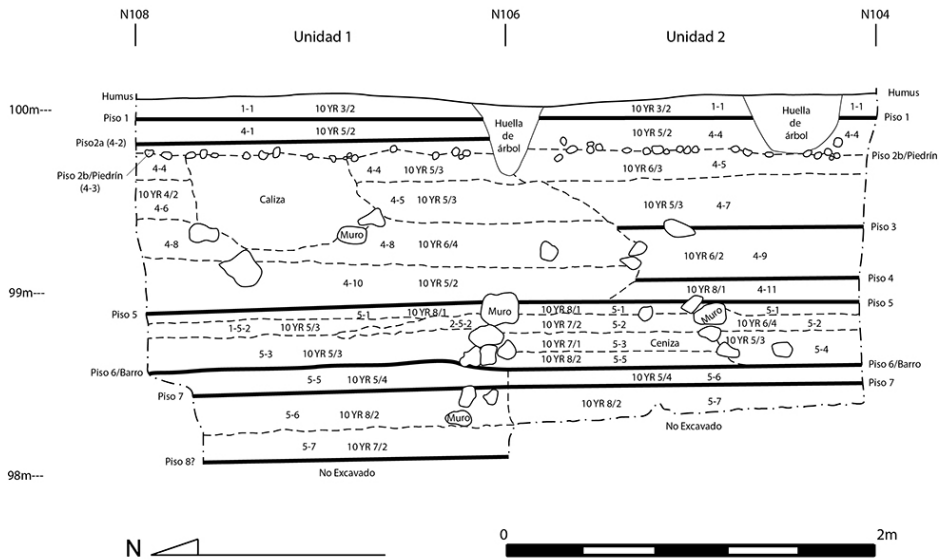 N108 N106 N104
Unidad 1 Unidad 2
Humus Humus
100m---
1-1 10 YR 3/2 10 YR 3/2 1-1 1-1
Piso 1 Piso 1
Huella de árbol
Huella de árbol
4-1 10 YR 5/2 10 YR 5/2 4-4 4-4
Piso2a (4-2)
Piso 2b/Piedrín
Piso 2b/Piedrín
(4-3)
4-4 4-4 10 YR 5/3 10 YR 6/3 4-5
10 YR 4/2
4-6
Caliza
4-5 10 YR 5/3 10 YR 5/3 4-7
Piso 3
Muro
4-8 4-8 10 YR 6/4
10 YR 6/2 4-9
Piso 4
99m---
4-10 10 YR 5/2 10 YR 8/1 4-11
Piso 5 Piso 5
5-1 10 YR 8/1 Muro 10 YR 8/1 5-1 Muro 5-1
1-5-2 10 YR 5/3 2-5-2 10 YR 7/2 5-2 10 YR 6/4 5-2
5-3 10 YR 5/3 10 YR 7/1 5-3 Ceniza 10 YR 5/3 5-4
10 YR 8/2 5-5
Piso 6/Barro Piso 6/Barro
5-5 10 YR 5/4 10 YR 5/4 5-6
Piso 7 Piso 7
5-6 10 YR 8/2 Muro 10 YR 8/2 5-7
No Excavado
5-7 10 YR 7/2
Piso 8?
98m---
No Excavado
N
0 2m